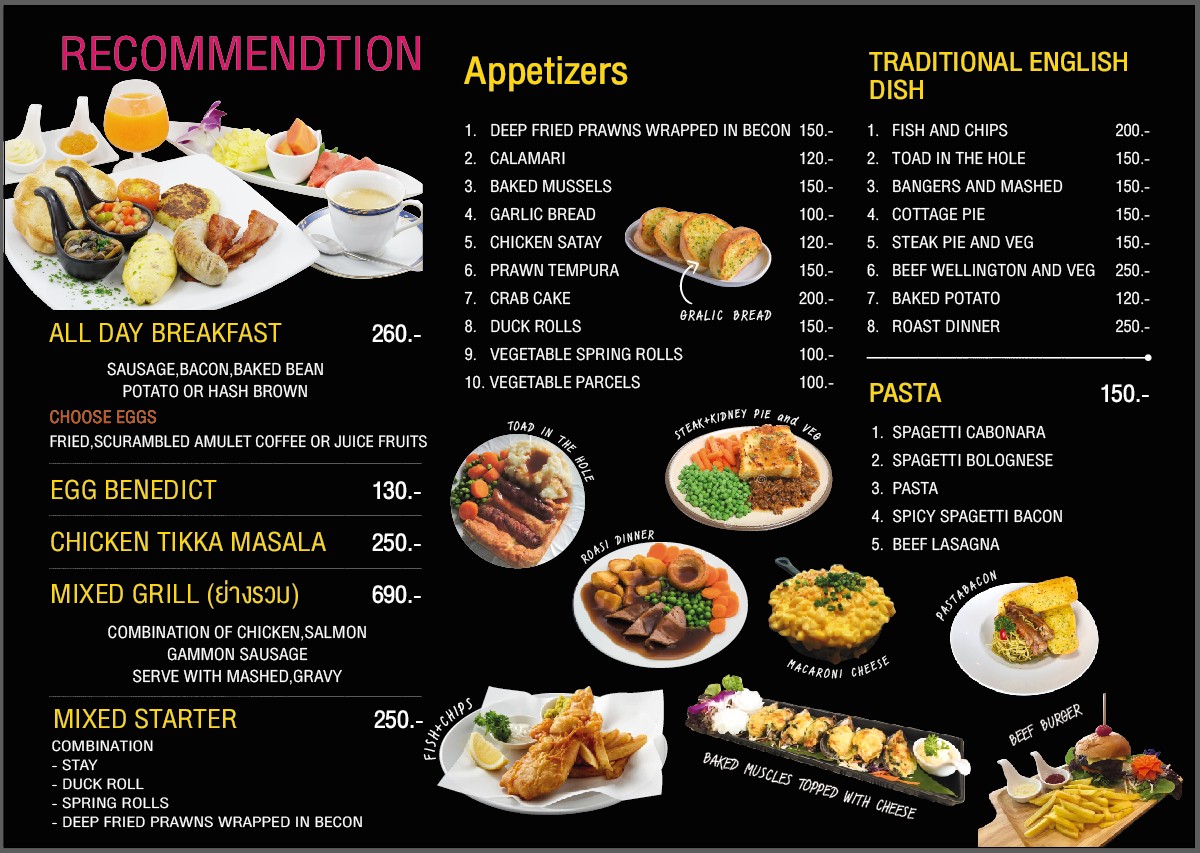 RECOMMENDTION
ALL DAY BREAKFAST 260.-
SAUSAGE,BACON,BAKED BEAN
POTATO OR HASH BROWN
CHOOSE EGGS
FRIED,SCURAMBLED AMULET COFFEE OR JUICE FRUITS
EGG BENEDICT 130.-
CHICKEN TIKKA MASALA 250.-
MIXED GRILL (ย่างรวม) 690.-
COMBINATION OF CHICKEN,SALMON
GAMMON SAUSAGE
SERVE WITH MASHED,GRAVY
MIXED STARTER 250.-
COMBINATION
- STAY
- DUCK ROLL
- SPRING ROLLS
- DEEP FRIED PRAWNS WRAPPED IN BECON
Appetizers
1. DEEP FRIED PRAWNS WRAPPED IN BECON 150.-
2. CALAMARI 120.-
3. BAKED MUSSELS 150.-
4. GARLIC BREAD 100.-
5. CHICKEN SATAY 120.-
6. PRAWN TEMPURA 150.-
7. CRAB CAKE 200.-
8. DUCK ROLLS 150.-
9. VEGETABLE SPRING ROLLS 100.-
10. VEGETABLE PARCELS 100.-
GRALIC BREAD
TOAD IN THE HOLE
STEAK+KIDNEY PIE and VEG
ROASI DINNER
MACARONI CHEESE
FISH+CHIPS
BAKED MUSCLES TOPPED WITH CHEESE
TRADITIONAL ENGLISH
DISH
1. FISH AND CHIPS 200.-
2. TOAD IN THE HOLE 150.-
3. BANGERS AND MASHED 150.-
4. COTTAGE PIE 150.-
5. STEAK PIE AND VEG 150.-
6. BEEF WELLINGTON AND VEG 250.-
7. BAKED POTATO 120.-
8. ROAST DINNER 250.-
PASTA 150.-
1. SPAGETTI CABONARA
2. SPAGETTI BOLOGNESE
3. PASTA
4. SPICY SPAGETTI BACON
5. BEEF LASAGNA
PASTABACON
BEEF BURGER